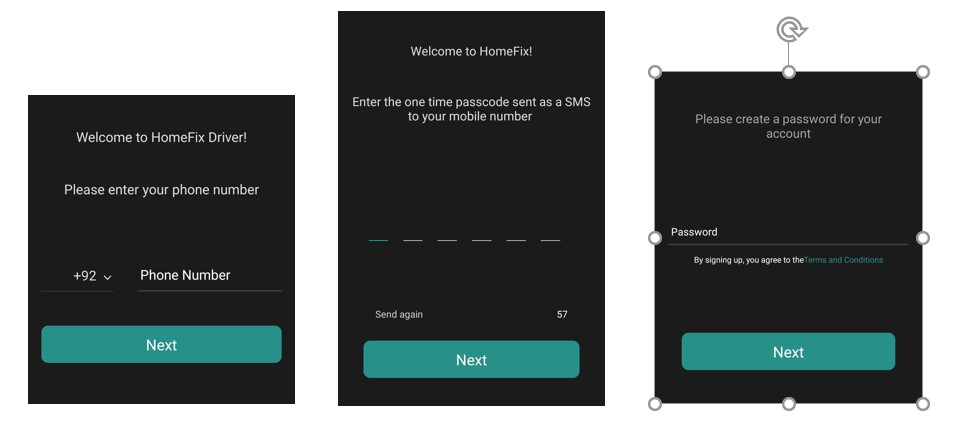 Welcome to HomeFix Driver!
Please enter your phone number
+92
Phone Number
Next
Welcome to HomeFix!
Enter the one time passcode sent as a SMS
to your mobile number
Send again
57
Next
Please create a password for your
account
Password
By signing up, you agree to theTerms and Conditions
Next